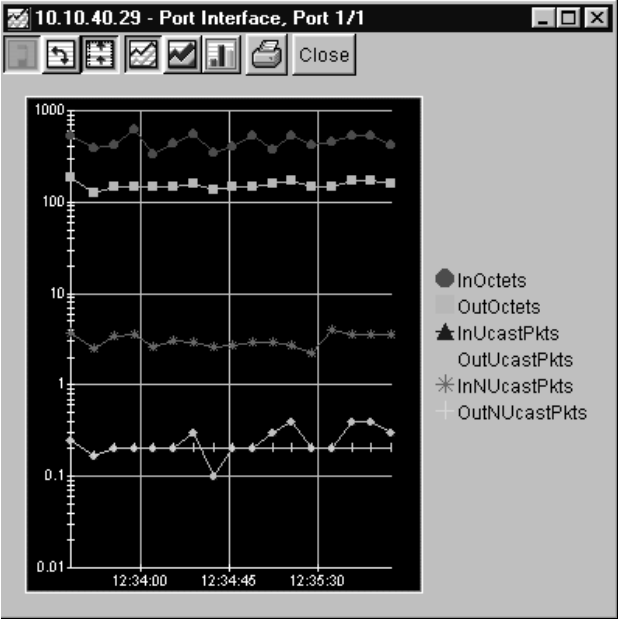 10.10.40.29 - Port Interface, Port 1/1
Close
1000
100
10
1
0.1
0.01
12:34:00 12:34:45 12:35:30
InOctets
OutOctets
InUcastPkts
OutUcastPkts
InNUcastPkts
OutNUcastPkts